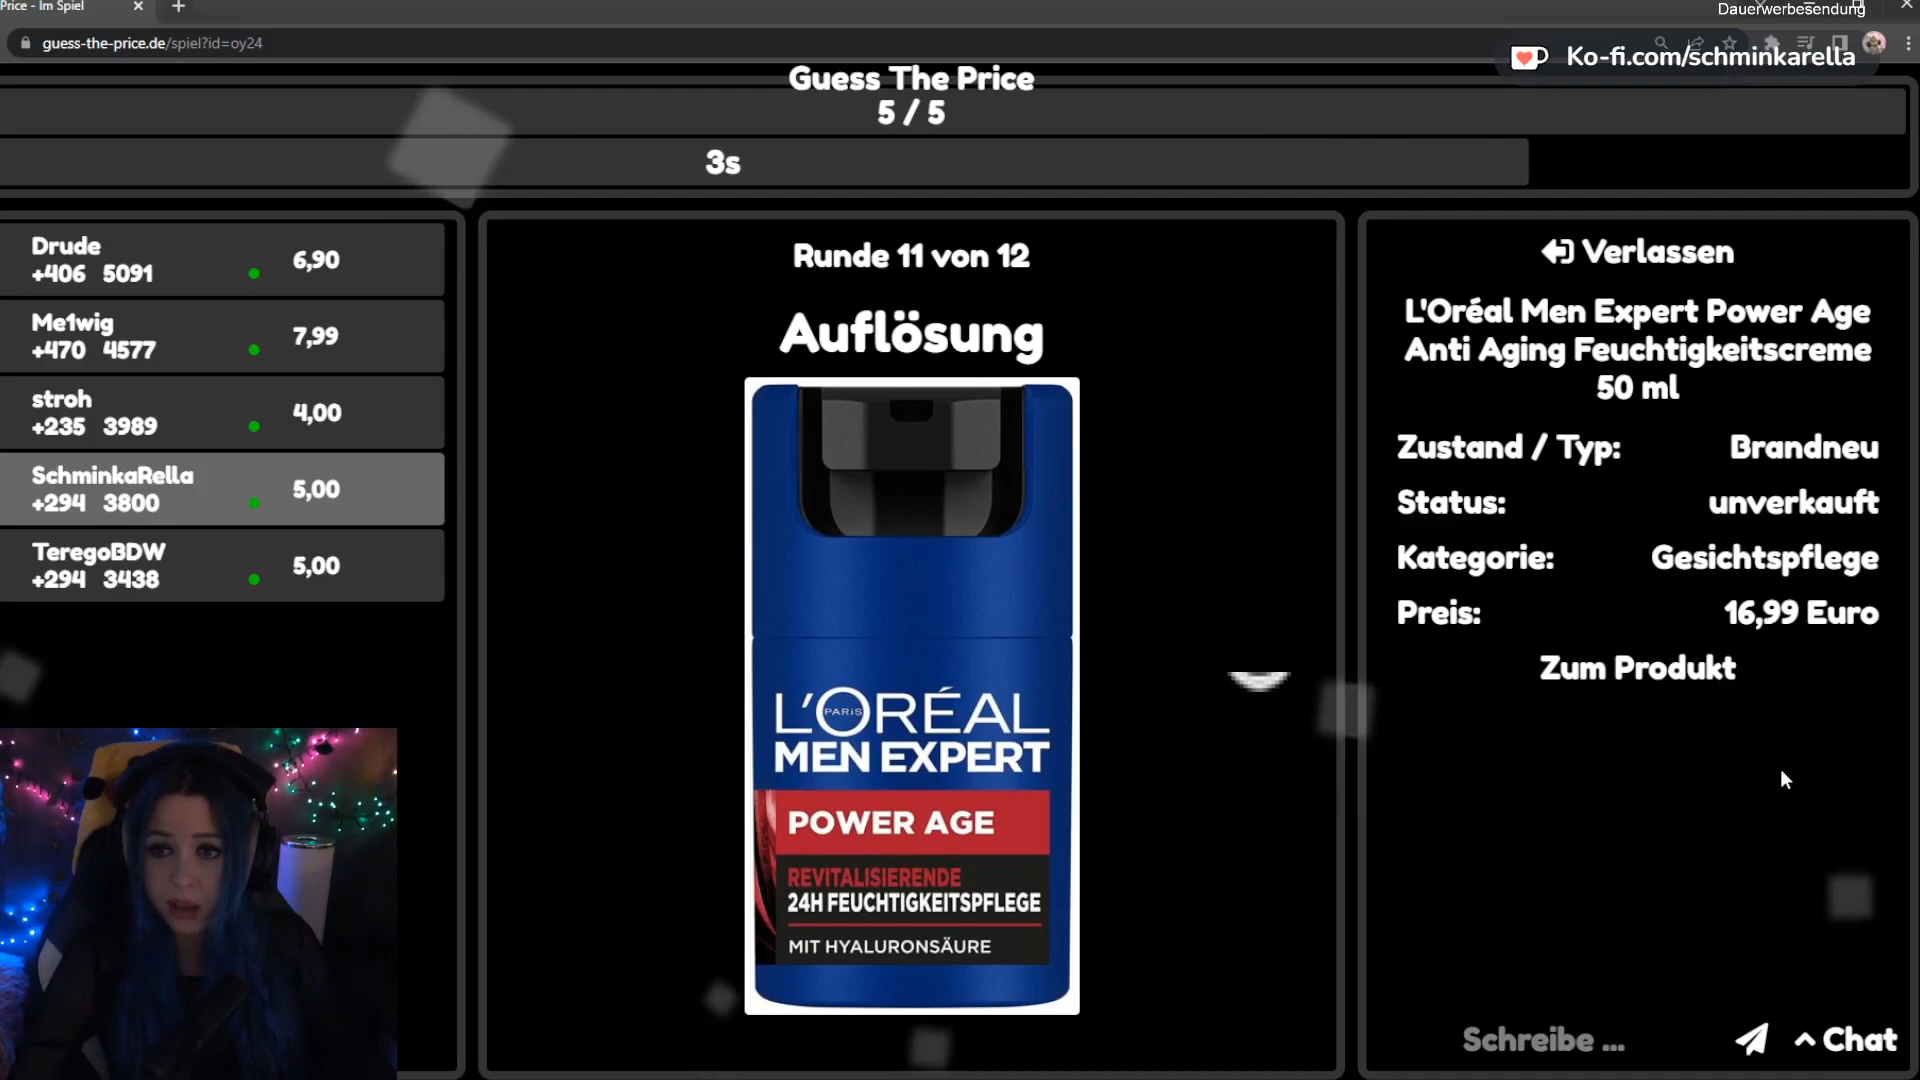 Price - Im Spiel
Dauerwerbesendung
guess-the-price.de/spiel?id=oy24
Ko-fi.com/schminkarella
Guess The Price
5 / 5
3s
Drude
+406 5091
6,90
Me1wig
+470 4577
7,99
stroh
+235 3989
4,00
SchminkaRella
+294 3800
5,00
TeregoBDW
+294 3438
5,00
Runde 11 von 12
Auflösung
L'ORÉAL
PARIS
MEN EXPERT
POWER AGE
REVITALISIERENDE
24H FEUCHTIGKEITSPFLEGE
MIT HYALURONSÄURE
Verlassen
L'Oréal Men Expert Power Age
Anti Aging Feuchtigkeitscreme
50 ml
Zustand / Typ: Brandneu
Status: unverkauft
Kategorie: Gesichtspflege
Preis: 16,99 Euro
Zum Produkt
Schreibe ...
Chat